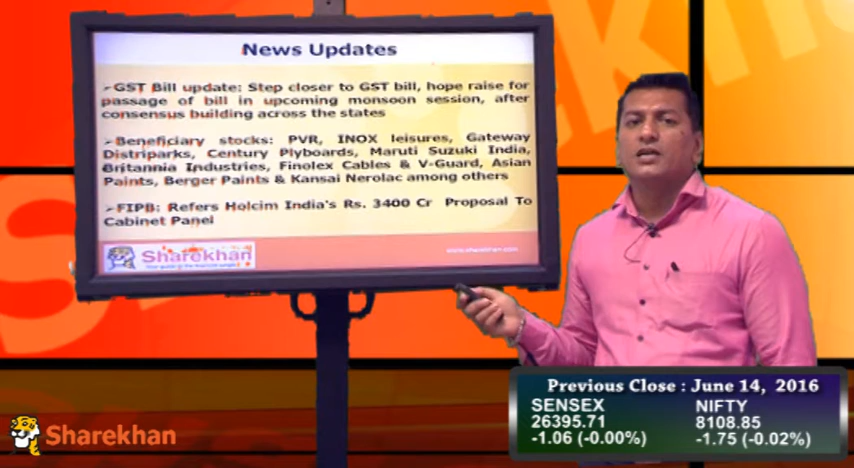 News Updates
➢GST Bill update: Step closer to GST bill, hope raise for
passage of bill in upcoming monsoon session, after
consensus building across the states
➢Beneficiary stocks: PVR, INOX leisures, Gateway
Distriparks, Century Plyboards, Maruti Suzuki India,
Britannia Industries, Finolex Cables & V-Guard, Asian
Paints, Berger Paints & Kansai Nerolac among others
➢FIPB: Refers Holcim India's Rs. 3400 Cr Proposal To
Cabinet Panel
Sharekhan
www.sharekhan.com
Previous Close : June 14, 2016
SENSEX NIFTY
26395.71 8108.85
-1.06 (-0.00%) -1.75 (-0.02%)
Sharekhan